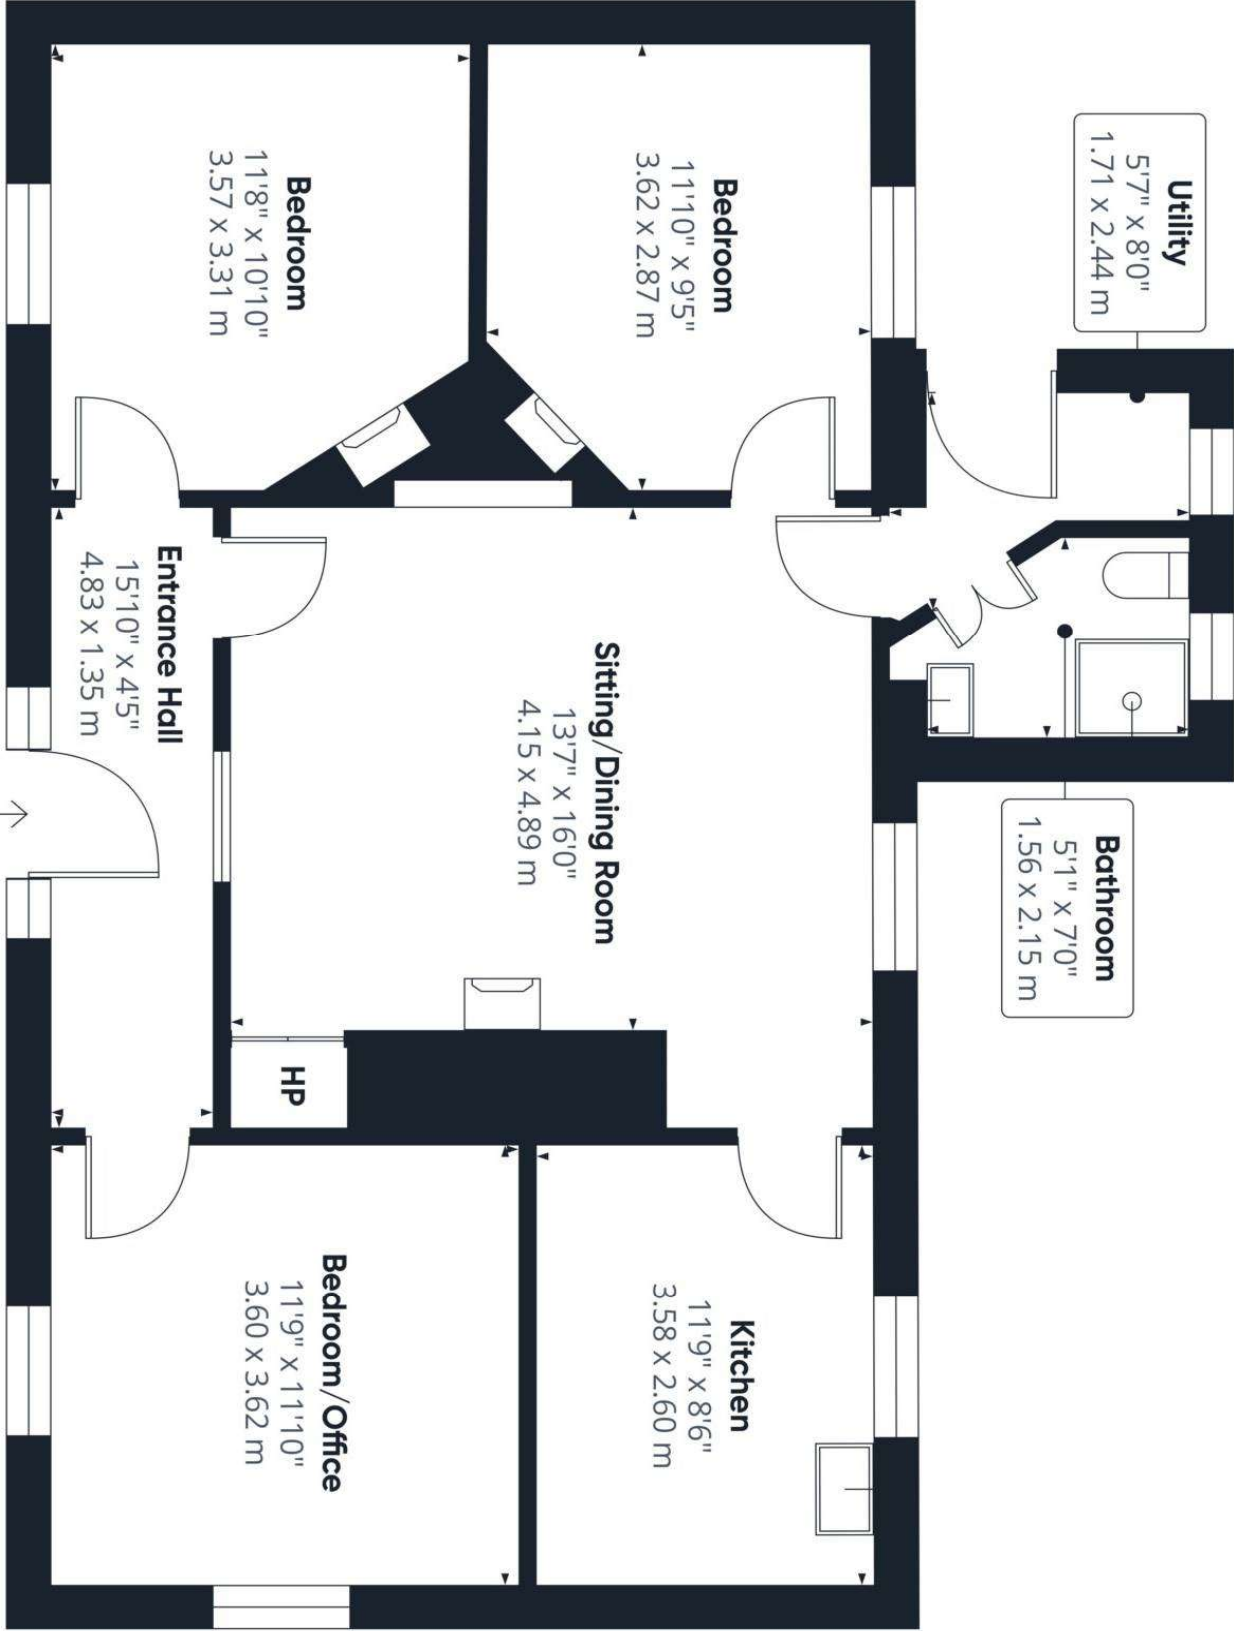 Utility
5'7" x 8'0"
1.71 x 2.44 m
Bathroom
5'1" x 7'0"
1.56 x 2.15 m
Bedroom
11'10" x 9'5"
3.62 x 2.87 m
Kitchen
11'9" x 8'6"
3.58 x 2.60 m
Sitting/Dining Room
13'7" x 16'0"
4.15 x 4.89 m
Bedroom
11'8" x 10'10"
3.57 x 3.31 m
HP
Bedroom/Office
11'9" x 11'10"
3.60 x 3.62 m
Entrance Hall
15'10" x 4'5"
4.83 x 1.35 m